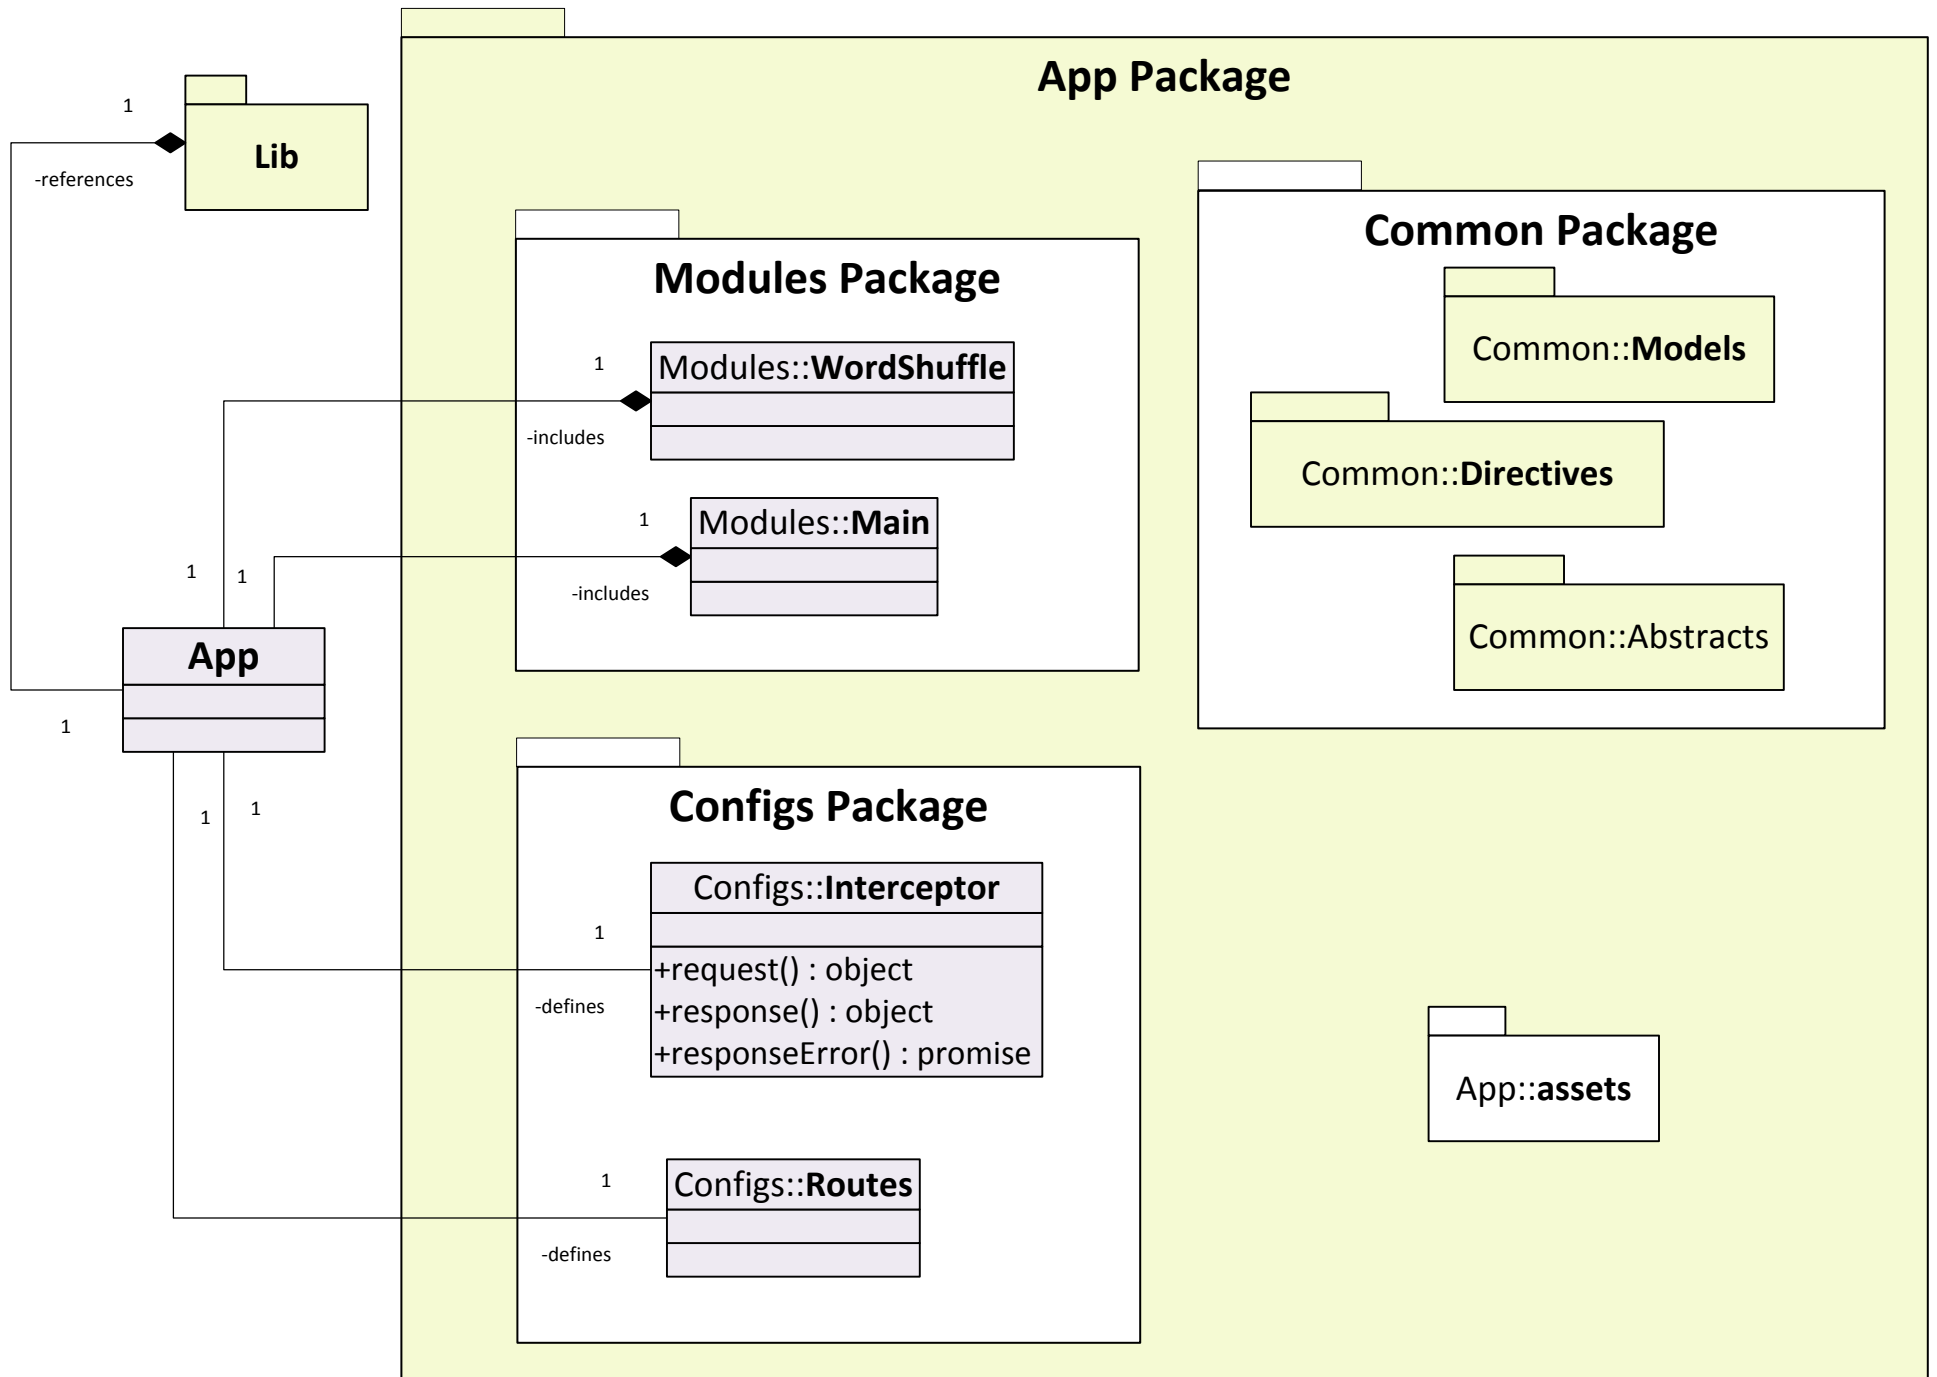 App Package
1
Lib
-references
Common Package
Modules Package
Common::Models
1
Modules::WordShuffle
-includes
Common::Directives
1
Modules::Main
1
1
-includes
Common::Abstracts
App
1
Configs Package
1
1
Configs::Interceptor
1
+request() : object
-defines
+response() : object
+responseError() : promise
App::assets
1
Configs::Routes
-defines